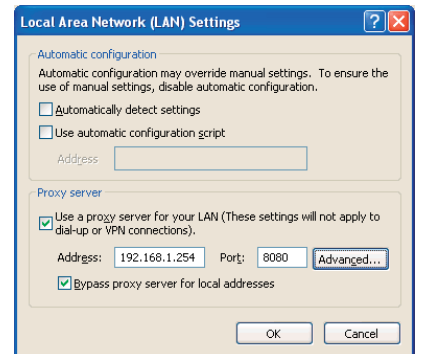 Local Area Network (LAN) Settings
Automatic configuration
Automatic configuration may override manual settings. To ensure the
use of manual settings, disable automatic configuration.
Automatically detect settings
Use automatic configuration script
Address
Proxy server
Use a proxy server for your LAN (These settings will not apply to
dial-up or VPN connections).
Address: 192.168.1.254 Port: 8080 Advanced...
Bypass proxy server for local addresses
OK Cancel